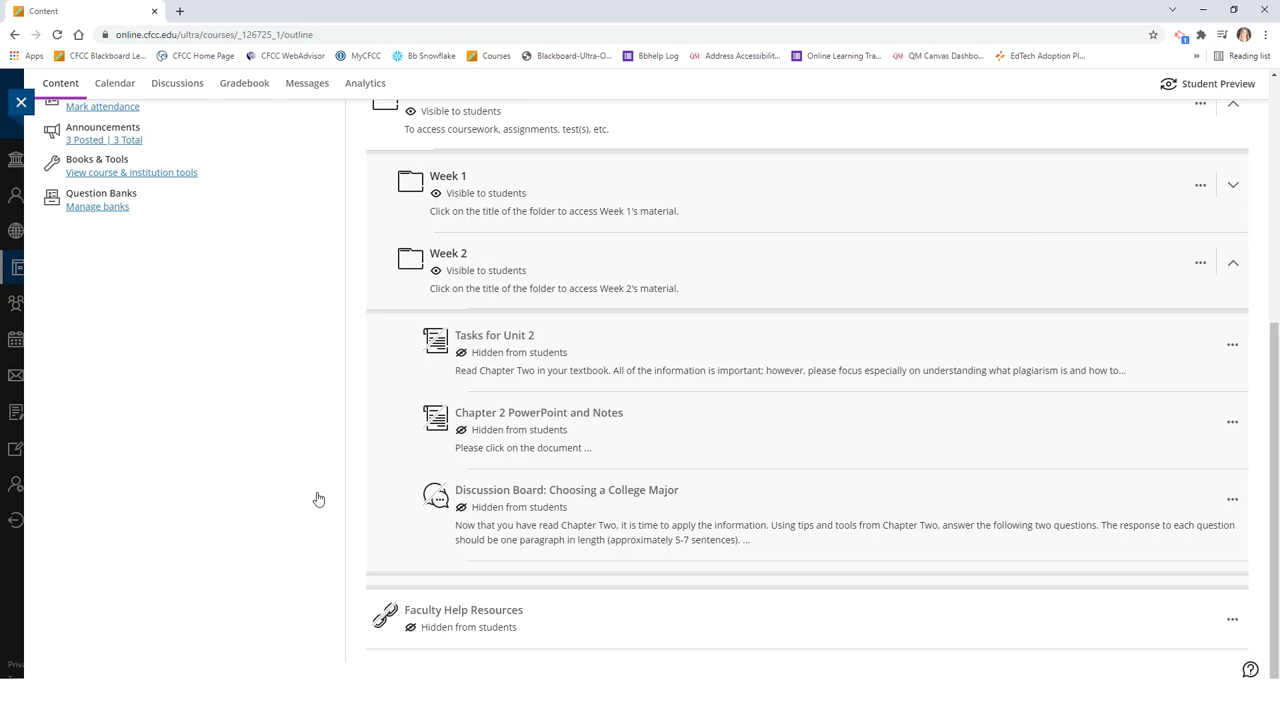 Content
online.cfcc.edu/ultra/courses/_126725_1/outline
Apps
CFCC Blackboard Le...
CFCC Home Page
CFCC WebAdvisor
MyCFCC
Bb Snowflake
Courses
Blackboard-Ultra-O...
Bbhelp Log
Address Accessibilit...
Online Learning Tra...
QM Canvas Dashbo...
EdTech Adoption Pl...
»
Reading list
Content
Calendar
Discussions
Gradebook
Messages
Analytics
Student Preview
Mark attendance
Announcements
3 Posted | 3 Total
Books & Tools
View course & institution tools
Question Banks
Manage banks
Visible to students
To access coursework, assignments, test(s), etc.
Week 1
Visible to students
Click on the title of the folder to access Week 1's material.
Week 2
Visible to students
Click on the title of the folder to access Week 2's material.
Tasks for Unit 2
Hidden from students
Read Chapter Two in your textbook. All of the information is important; however, please focus especially on understanding what plagiarism is and how to...
Chapter 2 PowerPoint and Notes
Hidden from students
Please click on the document ...
Discussion Board: Choosing a College Major
Hidden from students
Now that you have read Chapter Two, it is time to apply the information. Using tips and tools from Chapter Two, answer the following two questions. The response to each question
should be one paragraph in length (approximately 5-7 sentences). ...
Faculty Help Resources
Hidden from students
Priva